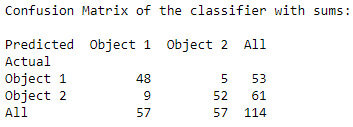 Confusion Matrix of the classifier with sums:
Predicted Object 1 Object 2 All
Actual
Object 1 48 5 53
Object 2 9 52 61
All 57 57 114